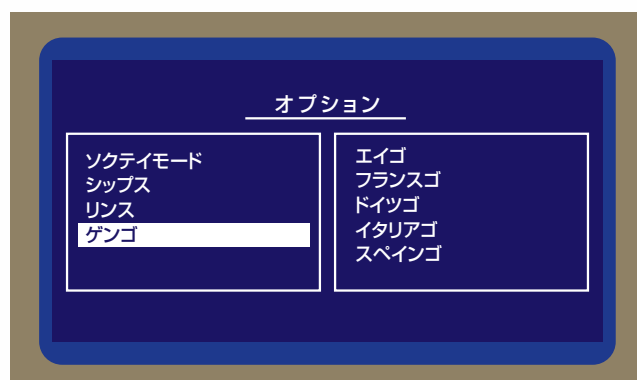 オプション
ソクテイモード
シップス
リンス
ゲンゴ
エイゴ
フランスゴ
ドイツゴ
イタリアゴ
スペインゴ